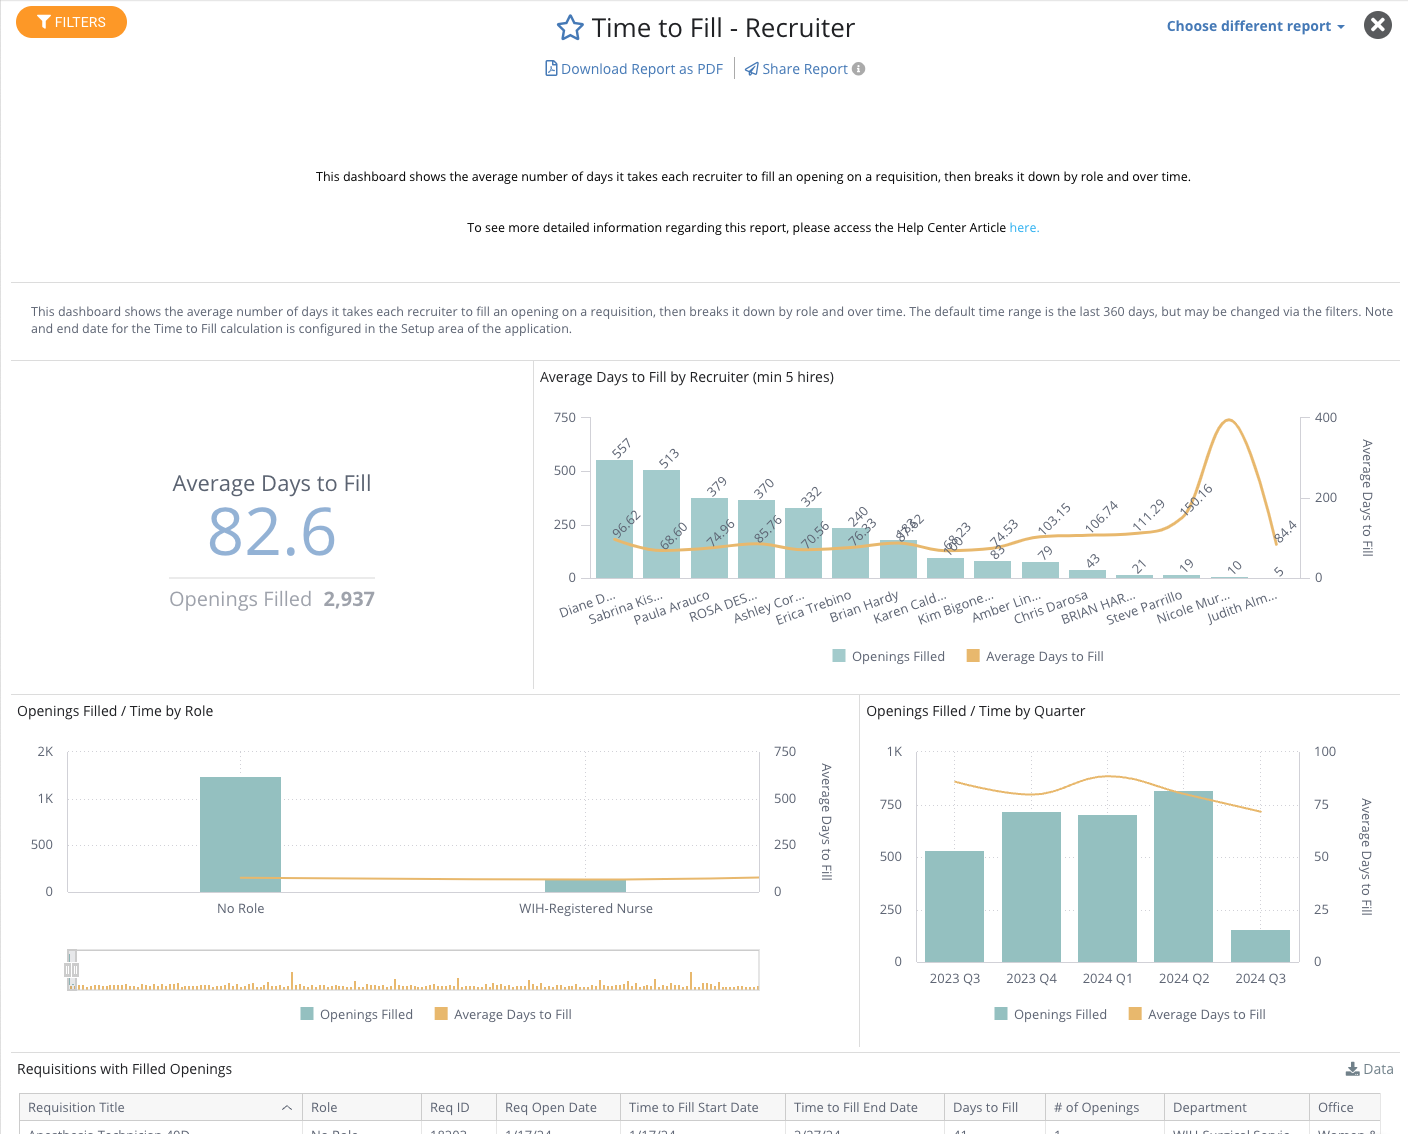 FILTERS
Time to Fill - Recruiter
Choose different report
Download Report as PDF
Share Report
This dashboard shows the average number of days it takes each recruiter to fill an opening on a requisition, then breaks it down by role and over time.
To see more detailed information regarding this report, please access the Help Center Article here.
This dashboard shows the average number of days it takes each recruiter to fill an opening on a requisition, then breaks it down by role and over time. The default time range is the last 360 days, but may be changed via the filters. Note
and end date for the Time to Fill calculation is configured in the Setup area of the application.
Average Days to Fill
82.6
Openings Filled 2,937
Average Days to Fill by Recruiter (min 5 hires)
750
500
250
0
557
513
379
370
332
240
100
83
79
43
21
19
10
5
96.62
68.60
74.96
85.76
70.56
76.33
68.23
74.53
103.15
106.74
111.29
150.16
84.4
400
200
0
Average Days to Fill
Diane D...
Sabrina Kis...
Paula Arauco
ROSA DES...
Ashley Cor...
Erica Trebino
Brian Hardy
Karen Cald...
Kim Bigone...
Amber Lin...
Chris Darosa
BRIAN HAR...
Steve Parrillo
Nicole Mur...
Judith Alm...
Openings Filled
Average Days to Fill
Openings Filled / Time by Role
2K
1K
500
0
750
500
250
0
Average Days to Fill
No Role
WIH-Registered Nurse
Openings Filled
Average Days to Fill
Openings Filled / Time by Quarter
1K
750
500
250
0
100
75
50
25
0
Average Days to Fill
2023 Q3
2023 Q4
2024 Q1
2024 Q2
2024 Q3
Openings Filled
Average Days to Fill
Requisitions with Filled Openings
Data
Requisition Title
Role
Req ID
Req Open Date
Time to Fill Start Date
Time to Fill End Date
Days to Fill
# of Openings
Department
Office